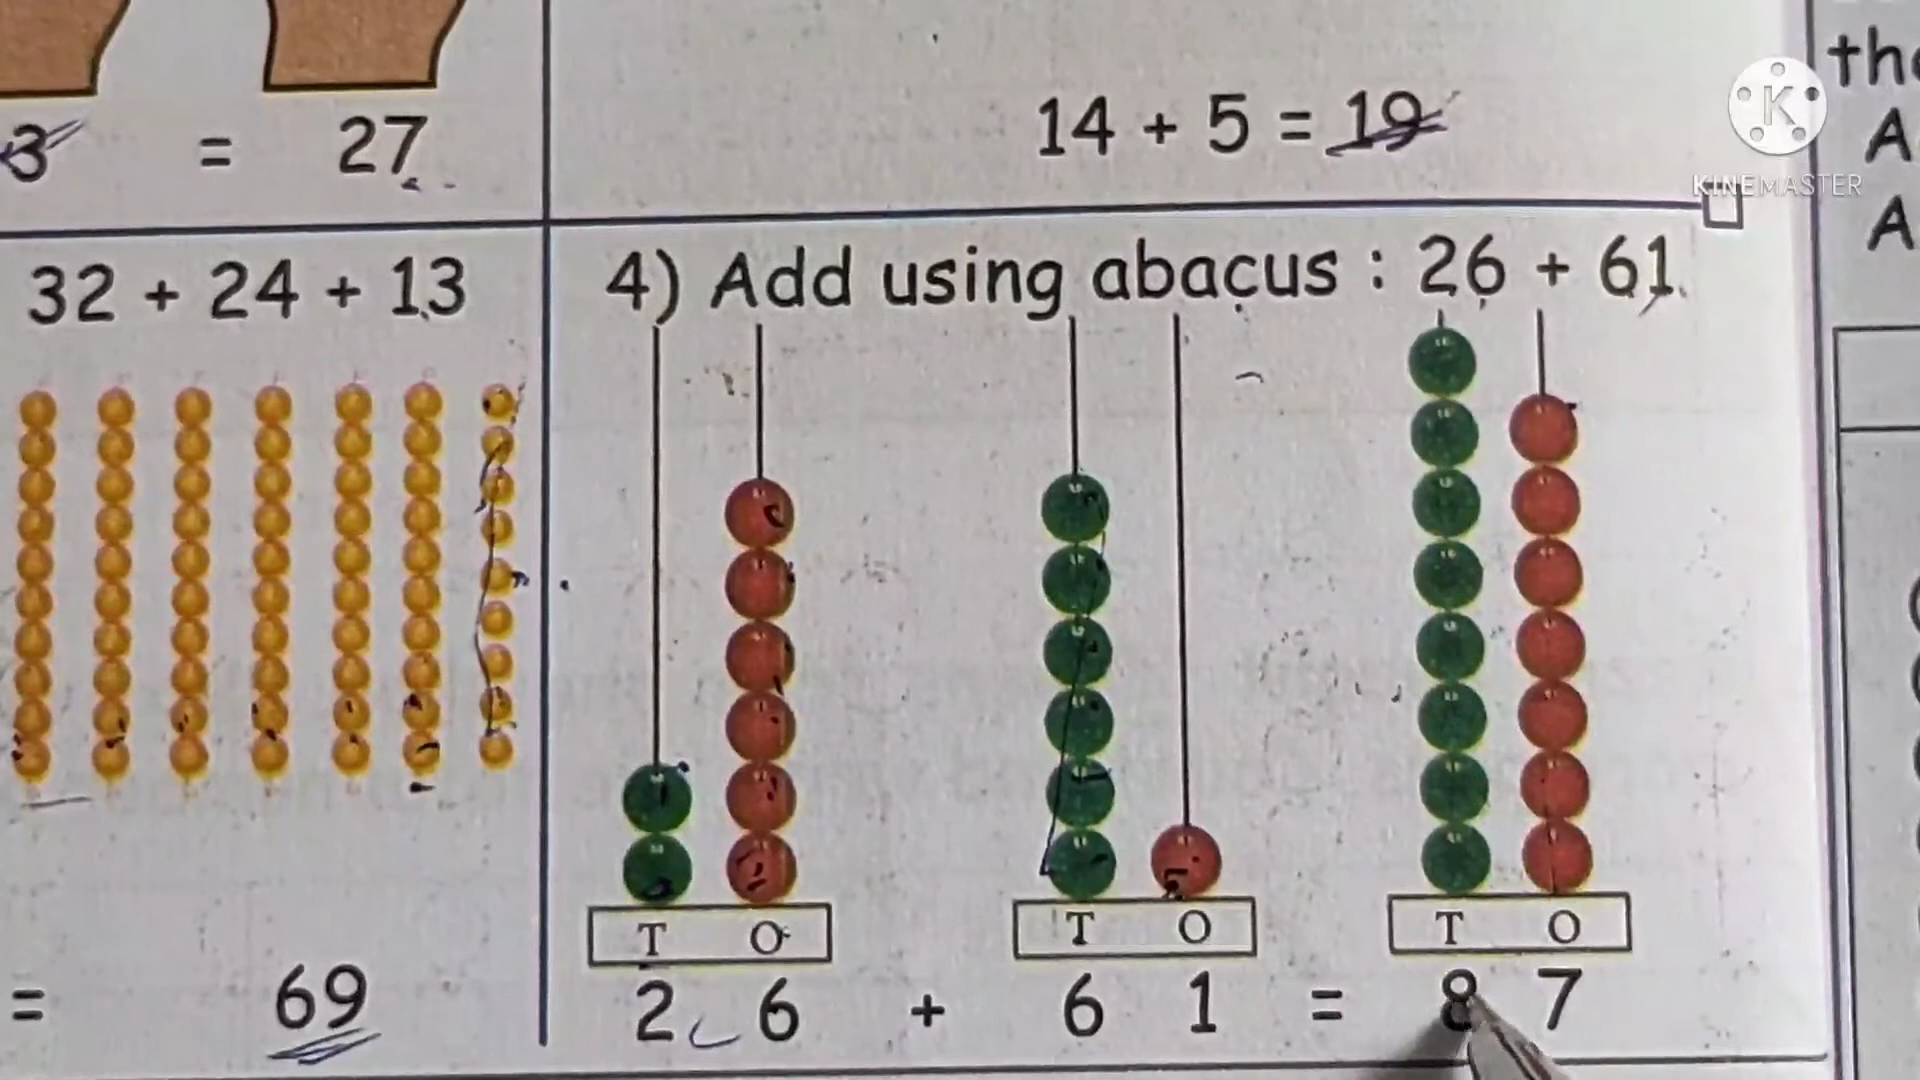 3 = 27
14 + 5 = 19
KINEMASTER
the
A
A
32 + 24 + 13
= 69
4) Add using abacus : 26 + 61
T O T O T O
2 6 + 6 1 = 8 7